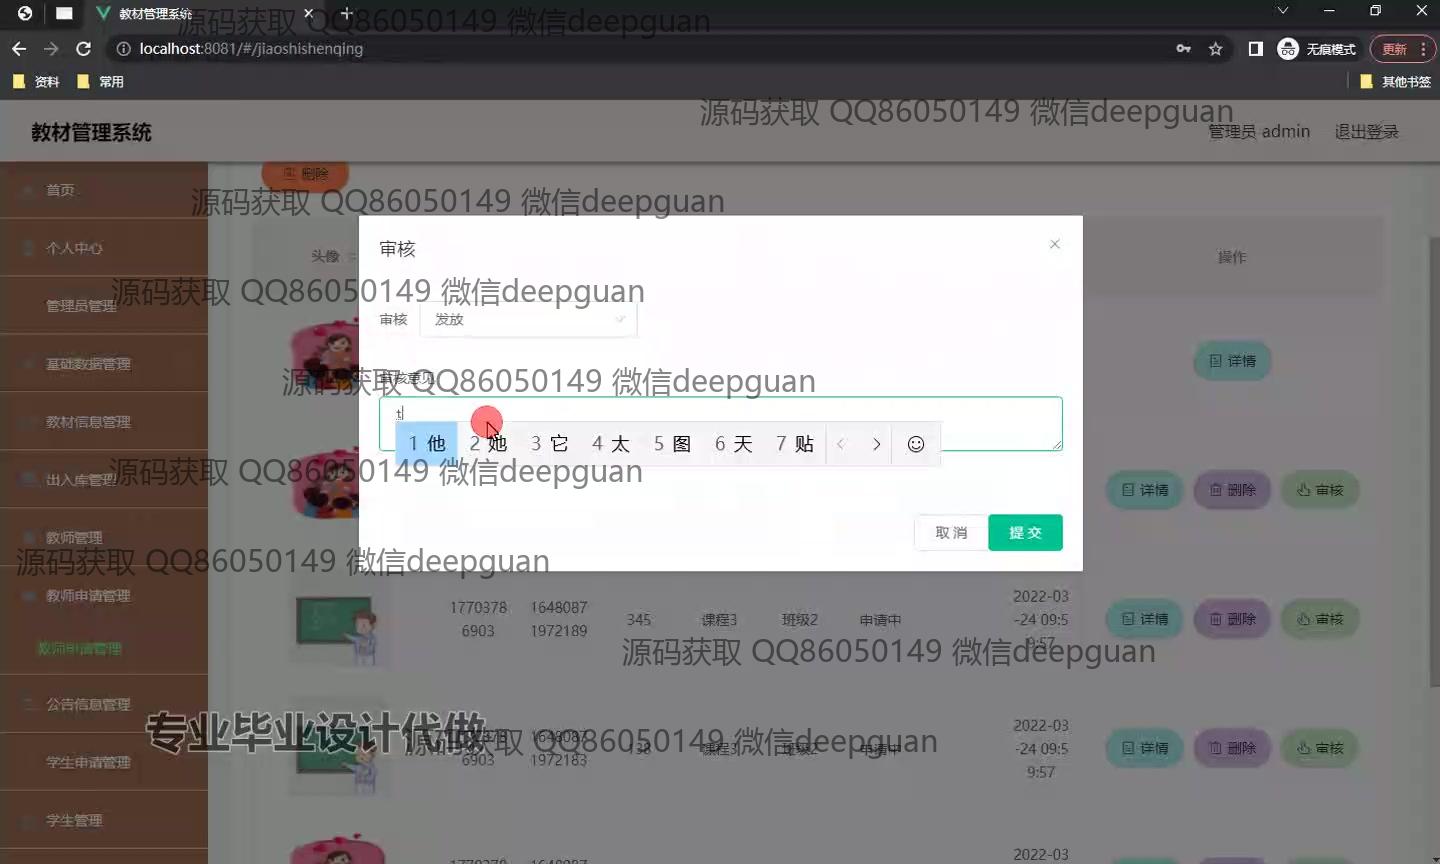 教材管理系统
localhost:8081/#/jiaoshishenqing
无痕模式
更新
资料
常用
其他书签
源码获取 QQ86050149 微信deepguan
源码获取 QQ86050149 微信deepguan
教材管理系统
管理员 admin
退出登录
首页
删除
源码获取 QQ86050149 微信deepguan
个人中心
头像
审核
操作
源码获取 QQ86050149 微信deepguan
管理员管理
审核
发放
基础数据管理
详情
源码获取 QQ86050149 微信deepguan
审核意见
t
教材信息管理
1 他 2 她 3 它 4 太 5 图 6 天 7 贴
源码获取 QQ86050149 微信deepguan
出入库管理
详情
删除
审核
教师管理
取消
提交
源码获取 QQ86050149 微信deepguan
教师申请管理
1770378
6903
1648087
1972189
345
课程3
班级2
申请中
2022-03
-24 09:5
9:57
详情
删除
审核
教师申请管理
源码获取 QQ86050149 微信deepguan
公告信息管理
专业毕业设计代做
源码获取 QQ86050149 微信deepguan
6903
1648087
1972183
138
课程3
班级2
申请中
2022-03
-24 09:5
9:57
详情
删除
审核
学生申请管理
学生管理
2022-03